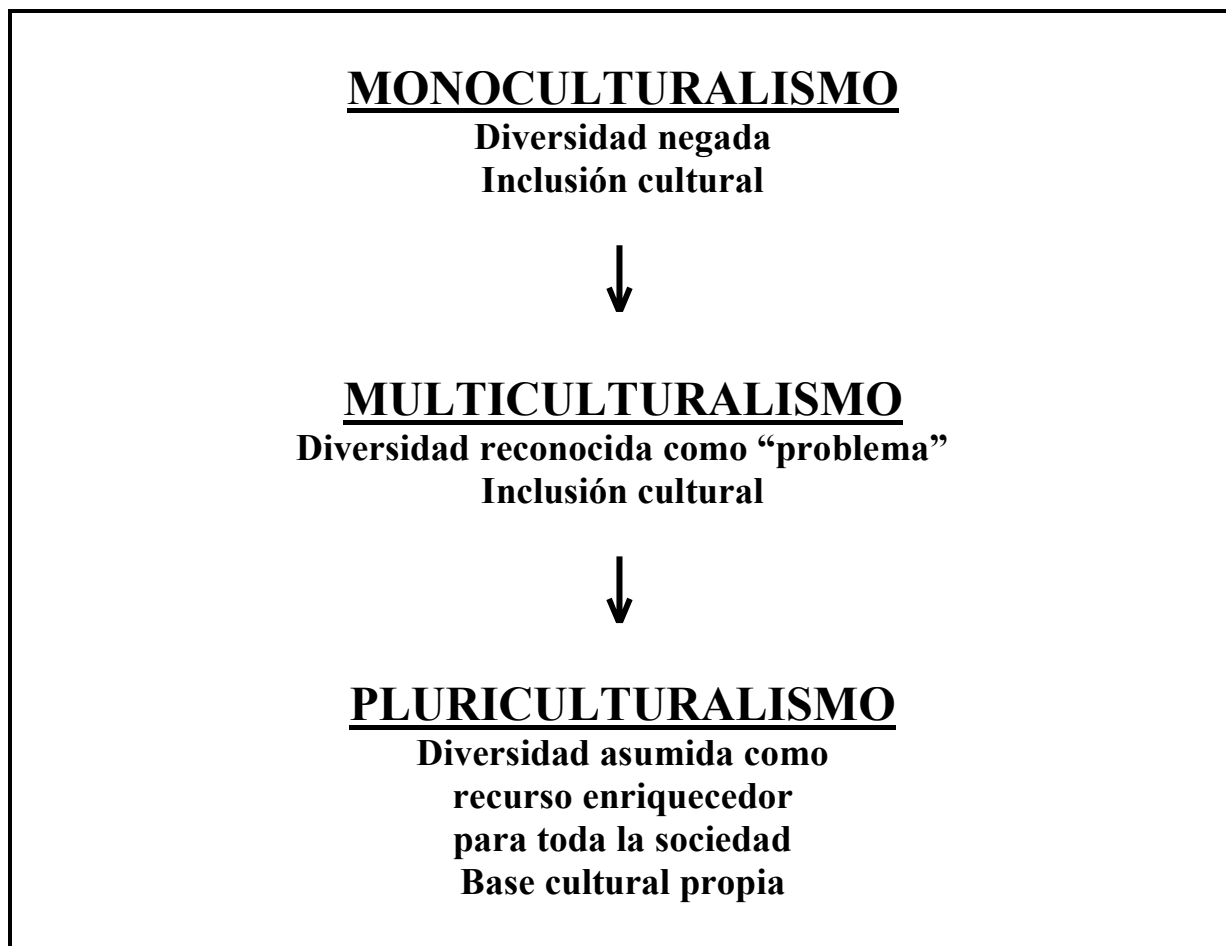 MONOCULTURALISMO
Diversidad negada
Inclusión cultural
MULTICULTURALISMO
Diversidad reconocida como “problema”
Inclusión cultural
PLURICULTURALISMO
Diversidad asumida como
recurso enriquecedor
para toda la sociedad
Base cultural propia